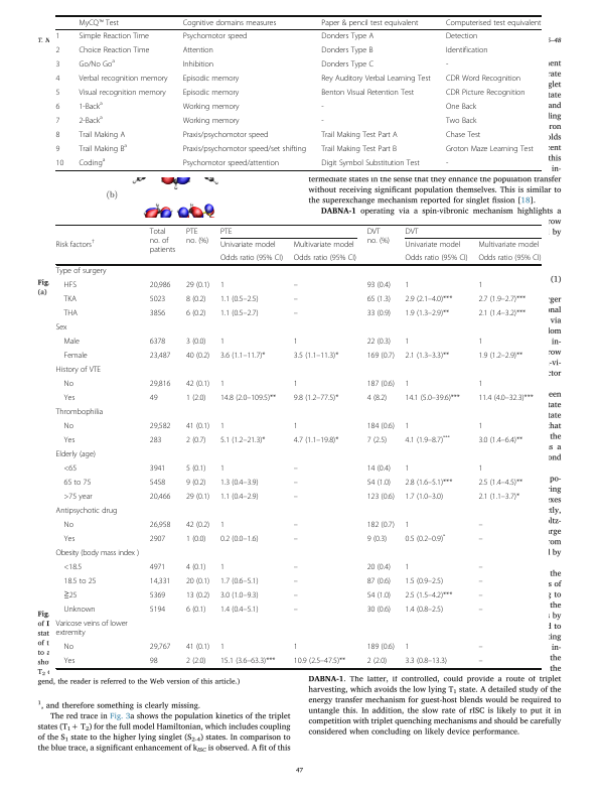 MyCQ™ Test Cognitive domains measures Paper & pencil test equivalent Computerised test equivalent
1 Simple Reaction Time Psychomotor speed Donders Type A Detection
2 Choice Reaction Time Attention Donders Type B Identification
3 Go/No Goª Inhibition Donders Type C -
4 Verbal recognition memory Episodic memory Rey Auditory Verbal Learning Test CDR Word Recognition
5 Visual recognition memory Episodic memory Benton Visual Retention Test CDR Picture Recognition
6 1-Backª Working memory - One Back
7 2-Backª Working memory - Two Back
8 Trail Making A Praxis/psychomotor speed Trail Making Test Part A Chase Test
9 Trail Making Bª Praxis/psychomotor speed/set shifting Trail Making Test Part B Groton Maze Learning Test
10 Codingª Psychomotor speed/attention Digit Symbol Substitution Test -
(b)
termediate states in the sense that they enhance the population transfer
without receiving significant population themselves. This is similar to
the superexchange mechanism reported for singlet fission [18].
DABNA-1 operating via a spin-vibronic mechanism highlights a
Risk factors† Total no. of patients PTE no. (%) PTE DVT no. (%) DVT
Univariate model Multivariate model Univariate model Multivariate model
Odds ratio (95% CI) Odds ratio (95% CI) Odds ratio (95% CI) Odds ratio (95% CI)
Type of surgery
HFS 20,986 29 (0.1) 1 – 93 (0.4) 1 1
TKA 5023 8 (0.2) 1.1 (0.5–2.5) – 65 (1.3) 2.9 (2.1–4.0)*** 2.7 (1.9–2.7)***
THA 3856 6 (0.2) 1.1 (0.5–2.7) – 33 (0.9) 1.9 (1.3–2.9)** 2.1 (1.4–3.2)***
Sex
Male 6378 3 (0.0) 1 1 22 (0.3) 1 1
Female 23,487 40 (0.2) 3.6 (1.1–11.7)* 3.5 (1.1–11.3)* 169 (0.7) 2.1 (1.3–3.3)** 1.9 (1.2–2.9)**
History of VTE
No 29,816 42 (0.1) 1 1 187 (0.6) 1 1
Yes 49 1 (2.0) 14.8 (2.0–109.5)** 9.8 (1.2–77.5)* 4 (8.2) 14.1 (5.0–39.6)*** 11.4 (4.0–32.3)***
Thrombophilia
No 29,582 41 (0.1) 1 1 184 (0.6) 1 1
Yes 283 2 (0.7) 5.1 (1.2–21.3)* 4.7 (1.1–19.8)* 7 (2.5) 4.1 (1.9–8.7)*** 3.0 (1.4–6.4)**
Elderly (age)
<65 3941 5 (0.1) 1 – 14 (0.4) 1 1
65 to 75 5458 9 (0.2) 1.3 (0.4–3.9) – 54 (1.0) 2.8 (1.6–5.1)*** 2.5 (1.4–4.5)**
>75 year 20,466 29 (0.1) 1.1 (0.4–2.9) – 123 (0.6) 1.7 (1.0–3.0) 2.1 (1.1–3.7)*
Antipsychotic drug
No 26,958 42 (0.2) 1 – 182 (0.7) 1 –
Yes 2907 1 (0.0) 0.2 (0.0–1.6) – 9 (0.3) 0.5 (0.2–0.9)* –
Obesity (body mass index )
<18.5 4971 4 (0.1) 1 – 20 (0.4) 1 –
18.5 to 25 14,331 20 (0.1) 1.7 (0.6–5.1) – 87 (0.6) 1.5 (0.9–2.5) –
≧25 5369 13 (0.2) 3.0 (1.0–9.3) – 54 (1.0) 2.5 (1.5–4.2)*** –
Unknown 5194 6 (0.1) 1.4 (0.4–5.1) – 30 (0.6) 1.4 (0.8–2.5) –
Varicose veins of lower
extremity
No 29,767 41 (0.1) 1 1 189 (0.6) 1 –
Yes 98 2 (2.0) 15.1 (3.6–63.3)*** 10.9 (2.5–47.5)** 2 (2.0) 3.3 (0.8–13.3) –
gend, the reader is referred to the Web version of this article.)
¹, and therefore something is clearly missing.
The red trace in Fig. 3a shows the population kinetics of the triplet
states (T₁ + T₂) for the full model Hamiltonian, which includes coupling
of the S₁ state to the higher lying singlet (S₂₋₆) states. In comparison to
the blue trace, a significant enhancement of kISC is observed. A fit of this
DABNA-1. The latter, if controlled, could provide a route of triplet
harvesting, which avoids the low lying T₁ state. A detailed study of the
energy transfer mechanism for guest-host blends would be required to
untangle this. In addition, the slow rate of rISC is likely to put it in
competition with triplet quenching mechanisms and should be carefully
considered when concluding on likely device performance.
47